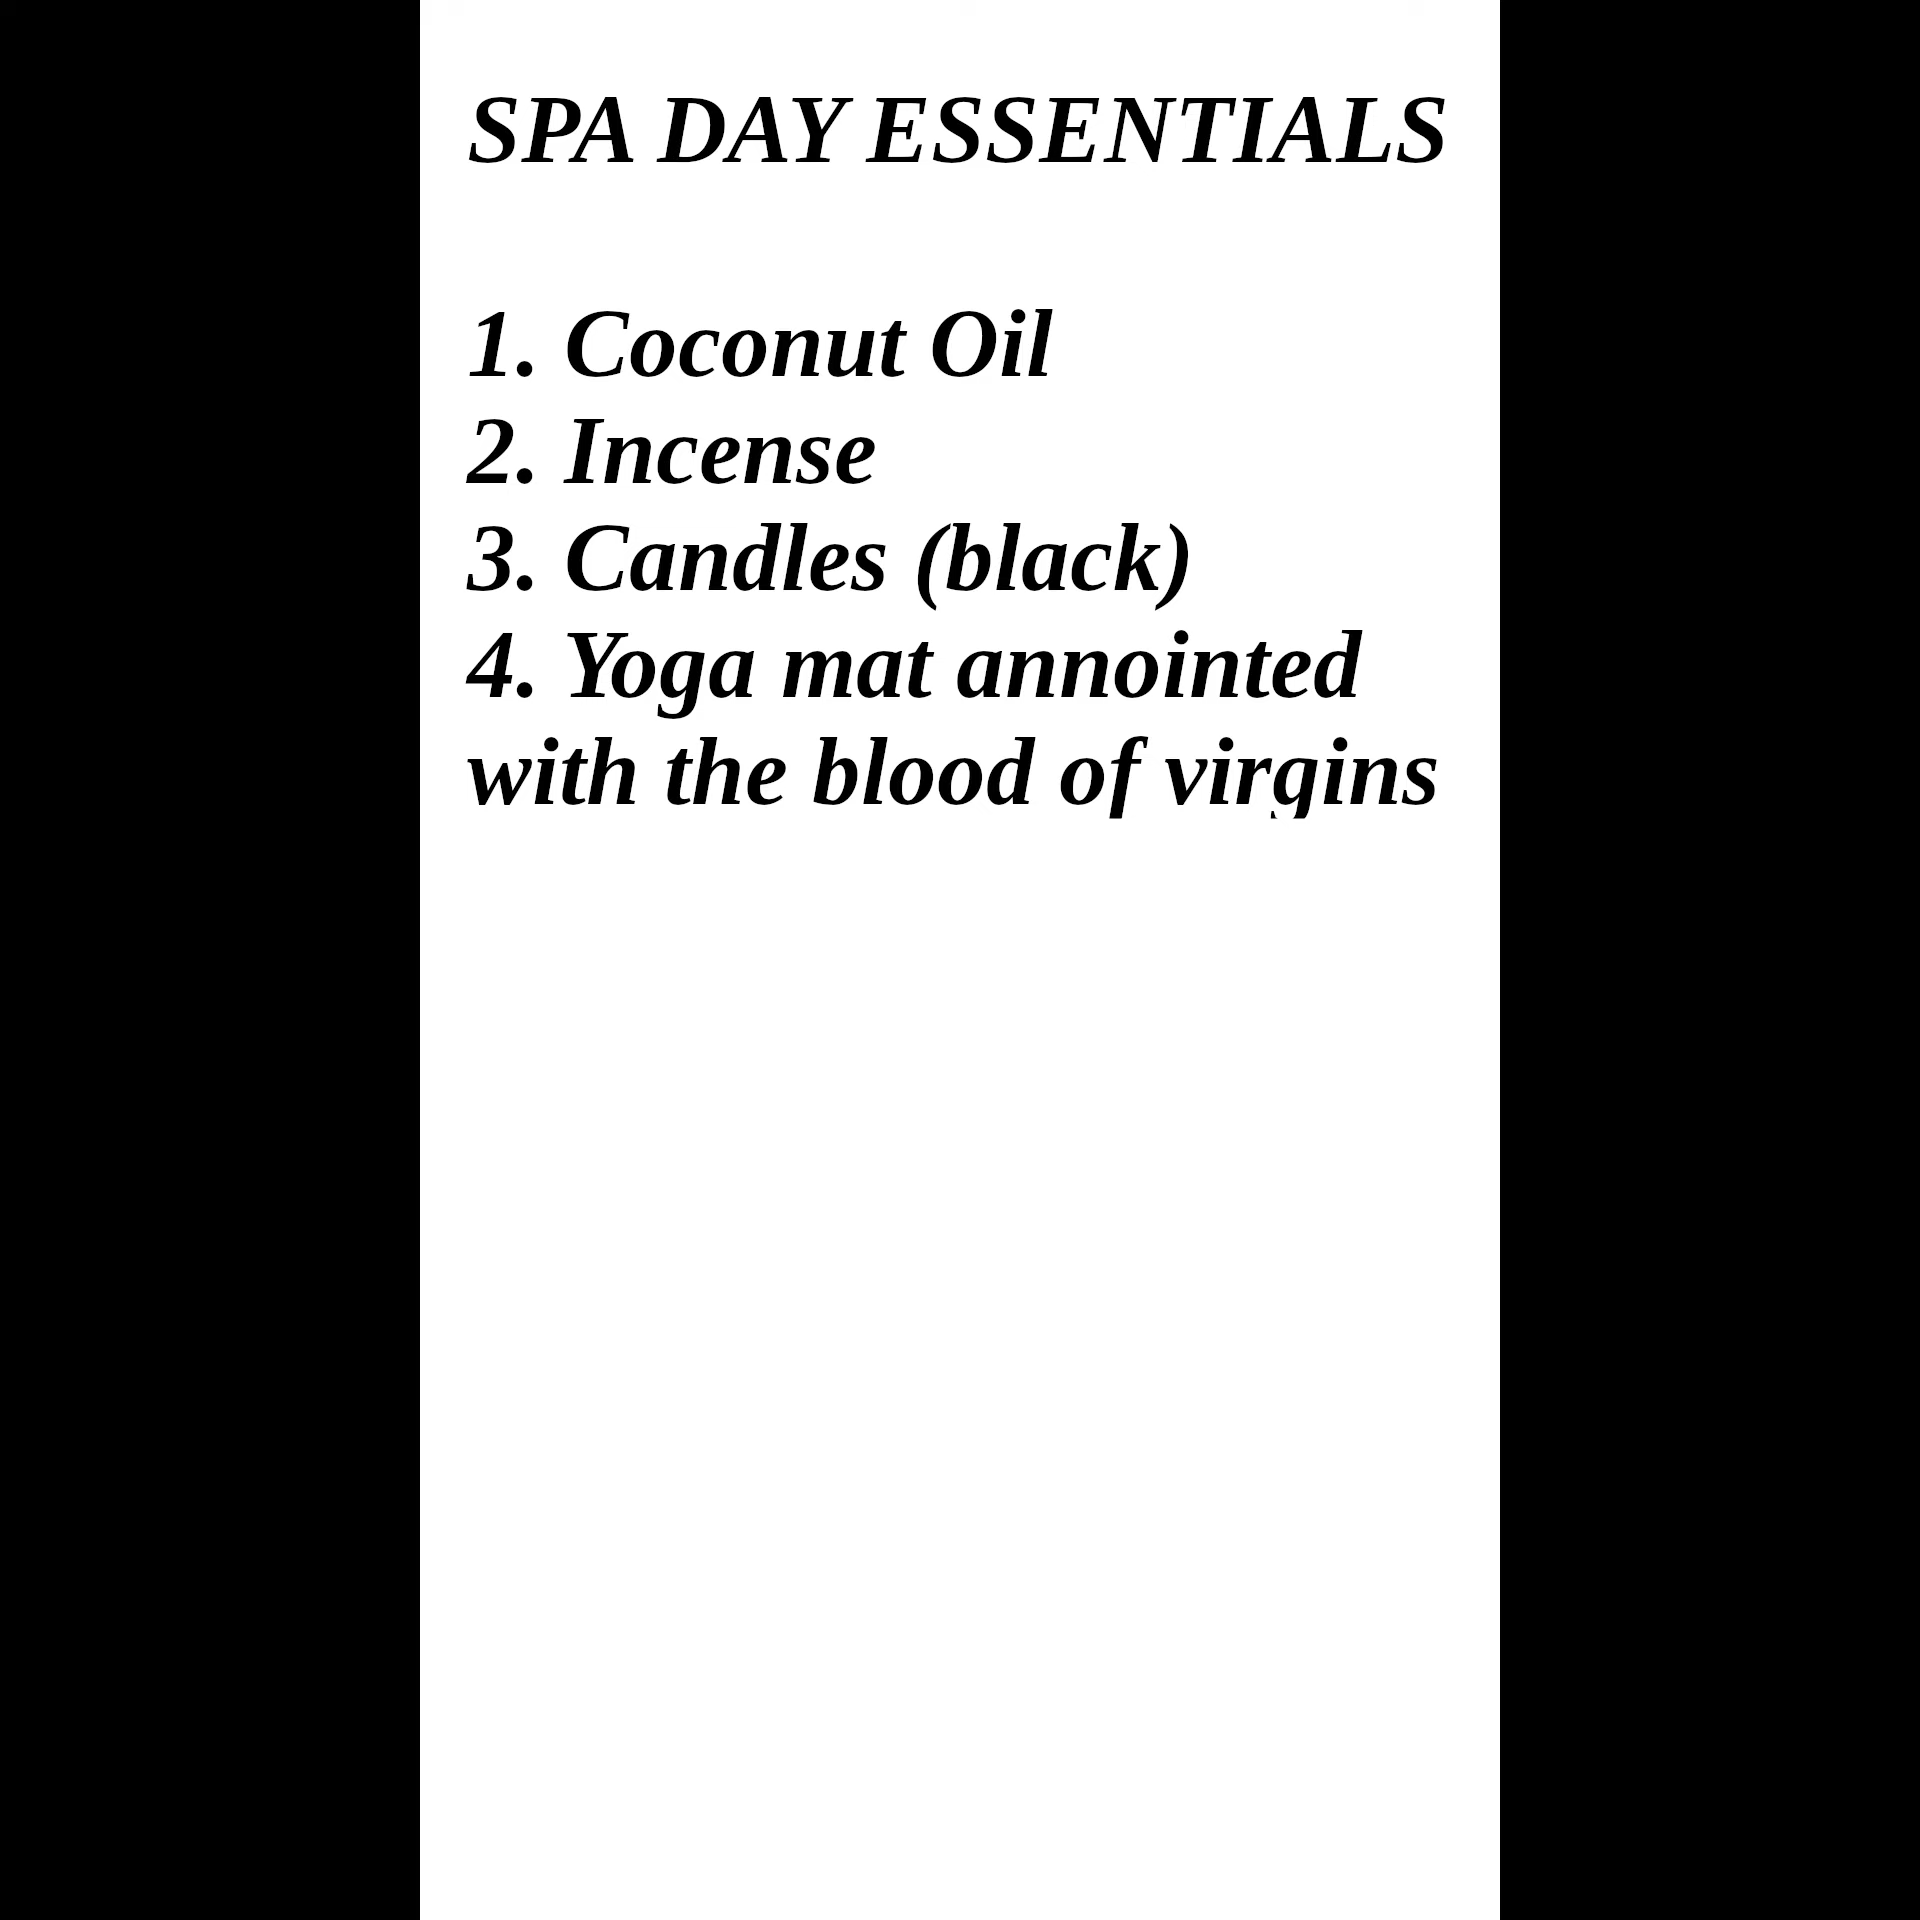 SPA DAY ESSENTIALS
1. Coconut Oil
2. Incense
3. Candles (black)
4. Yoga mat annointed
with the blood of virgins